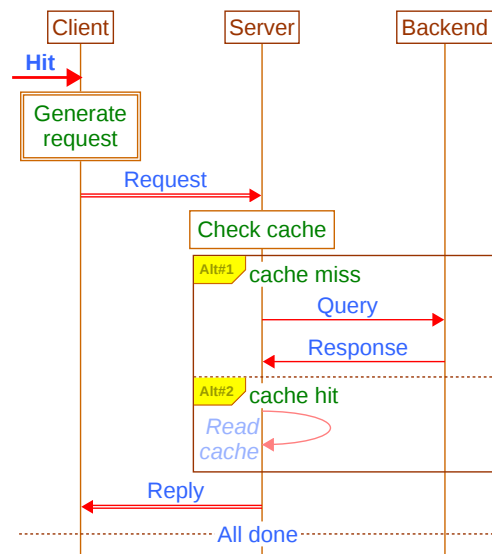 Client Server Backend
Hit
Generate
request
Request
Check cache
Alt#1 cache miss
Query
Response
Alt#2 cache hit
Read
cache
Reply
All done